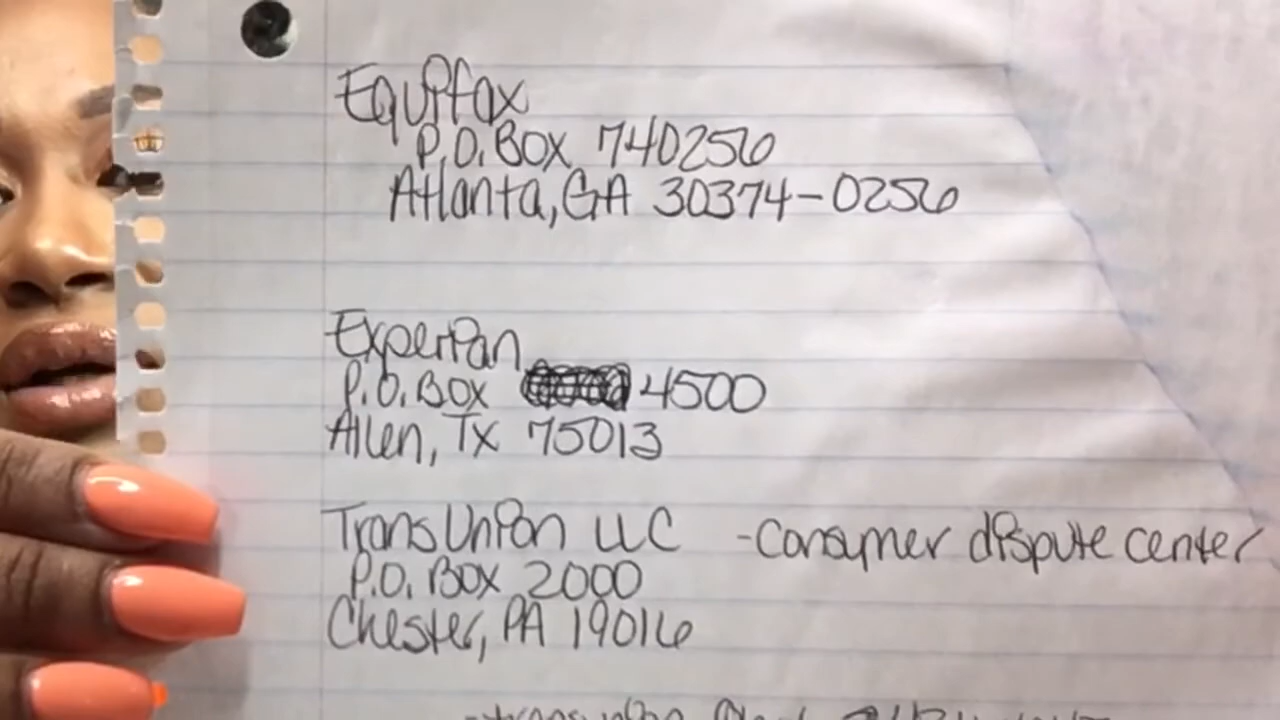 Equifax
P.O. Box 740256
Atlanta, GA 30374-0256
Experian
P.O. Box 4500
Allen, TX 75013
TransUnion LLC -Consumer dispute center
P.O. Box 2000
Chester, PA 19016